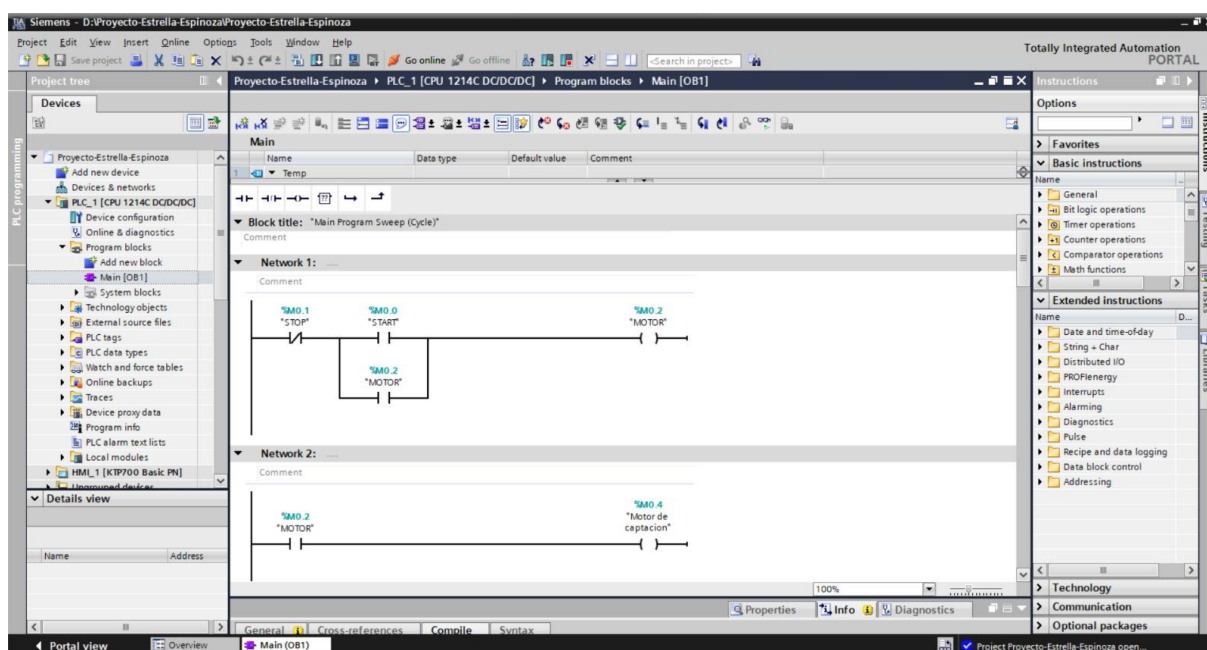 Siemens - D:\Proyecto-Estrella-Espinoza\Proyecto-Estrella-Espinoza
Project Edit View Insert Online Options Tools Window Help
Totally Integrated Automation
PORTAL
Save project Go online Go offline <Search in project>
Project tree
Proyecto-Estrella-Espinoza PLC_1 [CPU 1214C DC/DC/DC] Program blocks Main [OB1]
Instructions
Devices
Options
PLC programming
Proyecto-Estrella-Espinoza
Add new device
Devices & networks
PLC_1 [CPU 1214C DC/DC/DC]
Device configuration
Online & diagnostics
Program blocks
Add new block
Main [OB1]
System blocks
Technology objects
External source files
PLC tags
PLC data types
Watch and force tables
Online backups
Traces
Device proxy data
Program info
PLC alarm text lists
Local modules
HMI_1 [KTP700 Basic PN]
Ungrouped devices
Details view
Name Address
Main
Name Data type Default value Comment
1 Temp
Block title: "Main Program Sweep (Cycle)"
Comment
Network 1:
Comment
%M0.1 %M0.0 %M0.2
"STOP" "START" "MOTOR"
%M0.2
"MOTOR"
Network 2:
Comment
%M0.4
%M0.2 "Motor de
"MOTOR" captacion"
100%
Properties Info Diagnostics
General Cross-references Compile Syntax
Favorites
Basic instructions
Name
General
Bit logic operations
Timer operations
Counter operations
Comparator operations
Math functions
Extended instructions
Name D...
Date and time-of-day
String + Char
Distributed I/O
PROFIenergy
Interrupts
Alarming
Diagnostics
Pulse
Recipe and data logging
Data block control
Addressing
Technology
Communication
Optional packages
Instructions
Testing
Tasks
Libraries
Portal view Overview Main (OB1) Project Proyecto-Estrella-Espinoza open...